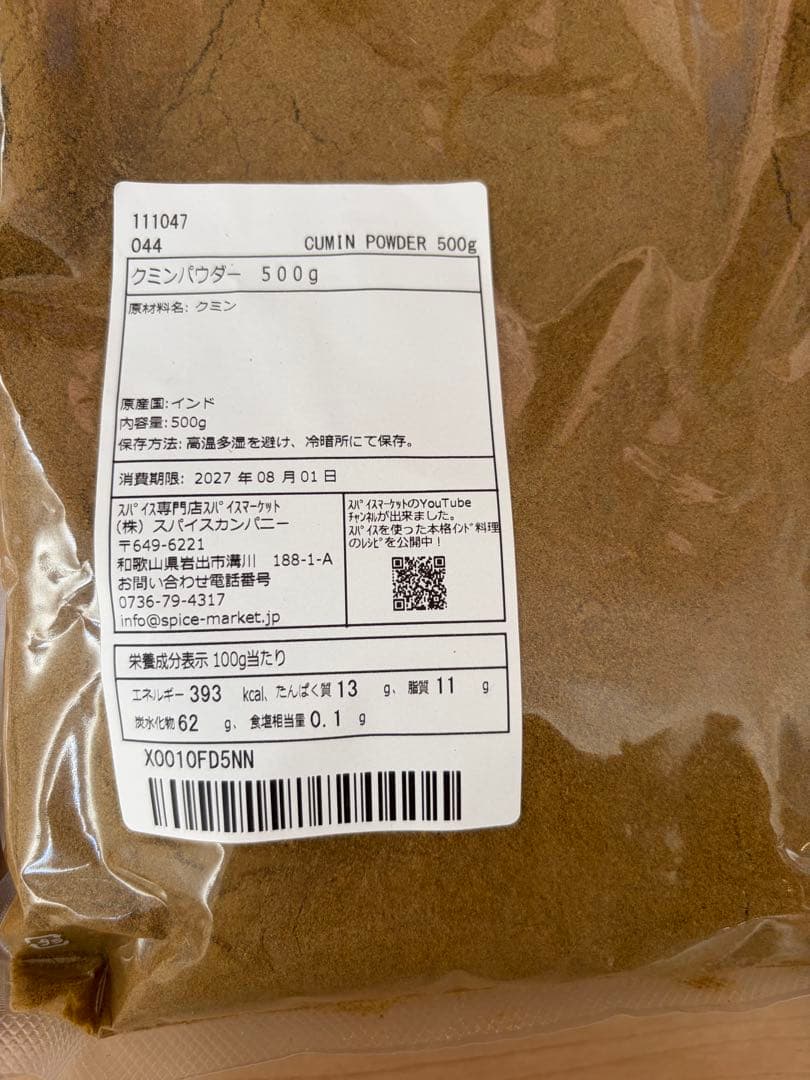 111047
044 CUMIN POWDER 500g
クミンパウダー 500g
原材料名: クミン
原産国: インド
内容量: 500g
保存方法: 高温多湿を避け、冷暗所にて保存。
消費期限: 2027 年 08 月 01 日
ｽﾊﾟｲｽ専門店ｽﾊﾟｲｽﾏｰｹｯﾄ
（株）スパイスカンパニー
〒649-6221
和歌山県岩出市溝川 188-1-A
お問い合わせ電話番号
0736-79-4317
info@spice-market.jp
ｽﾊﾟｲｽﾏｰｹｯﾄのYouTube
ﾁｬﾝﾈﾙが出来ました。
ｽﾊﾟｲｽを使った本格ｲﾝﾄﾞ料理
のﾚｼﾋﾟを公開中！
栄養成分表示 100g当たり
エネルギー 393 kcal、たんぱく質 13 g、脂質 11 g
炭水化物 62 g、食塩相当量 0.1 g
X0010FD5NN